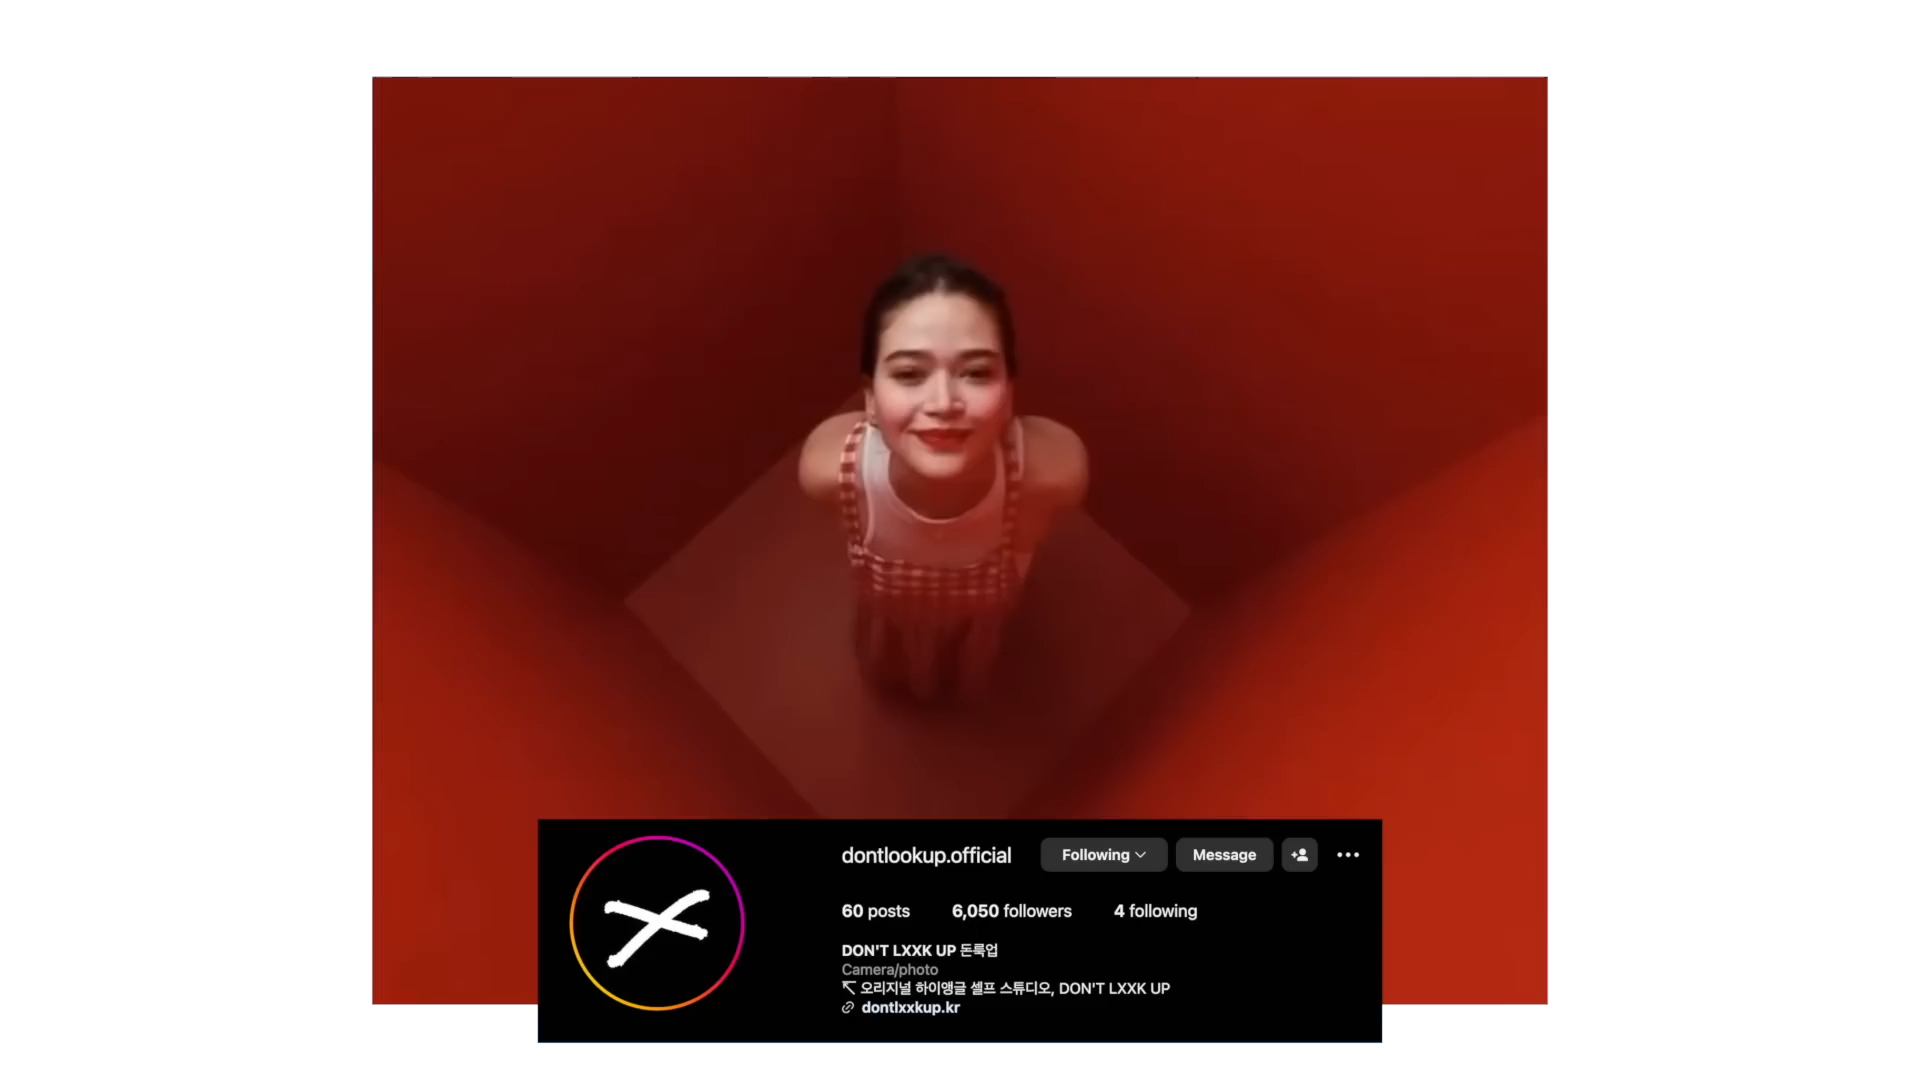 dontlookup.official Following Message
60 posts 6,050 followers 4 following
DON'T LXXK UP 돈룩업
Camera/photo
↸ 오리지널 하이앵글 셀프 스튜디오, DON'T LXXK UP
dontlxxkup.kr